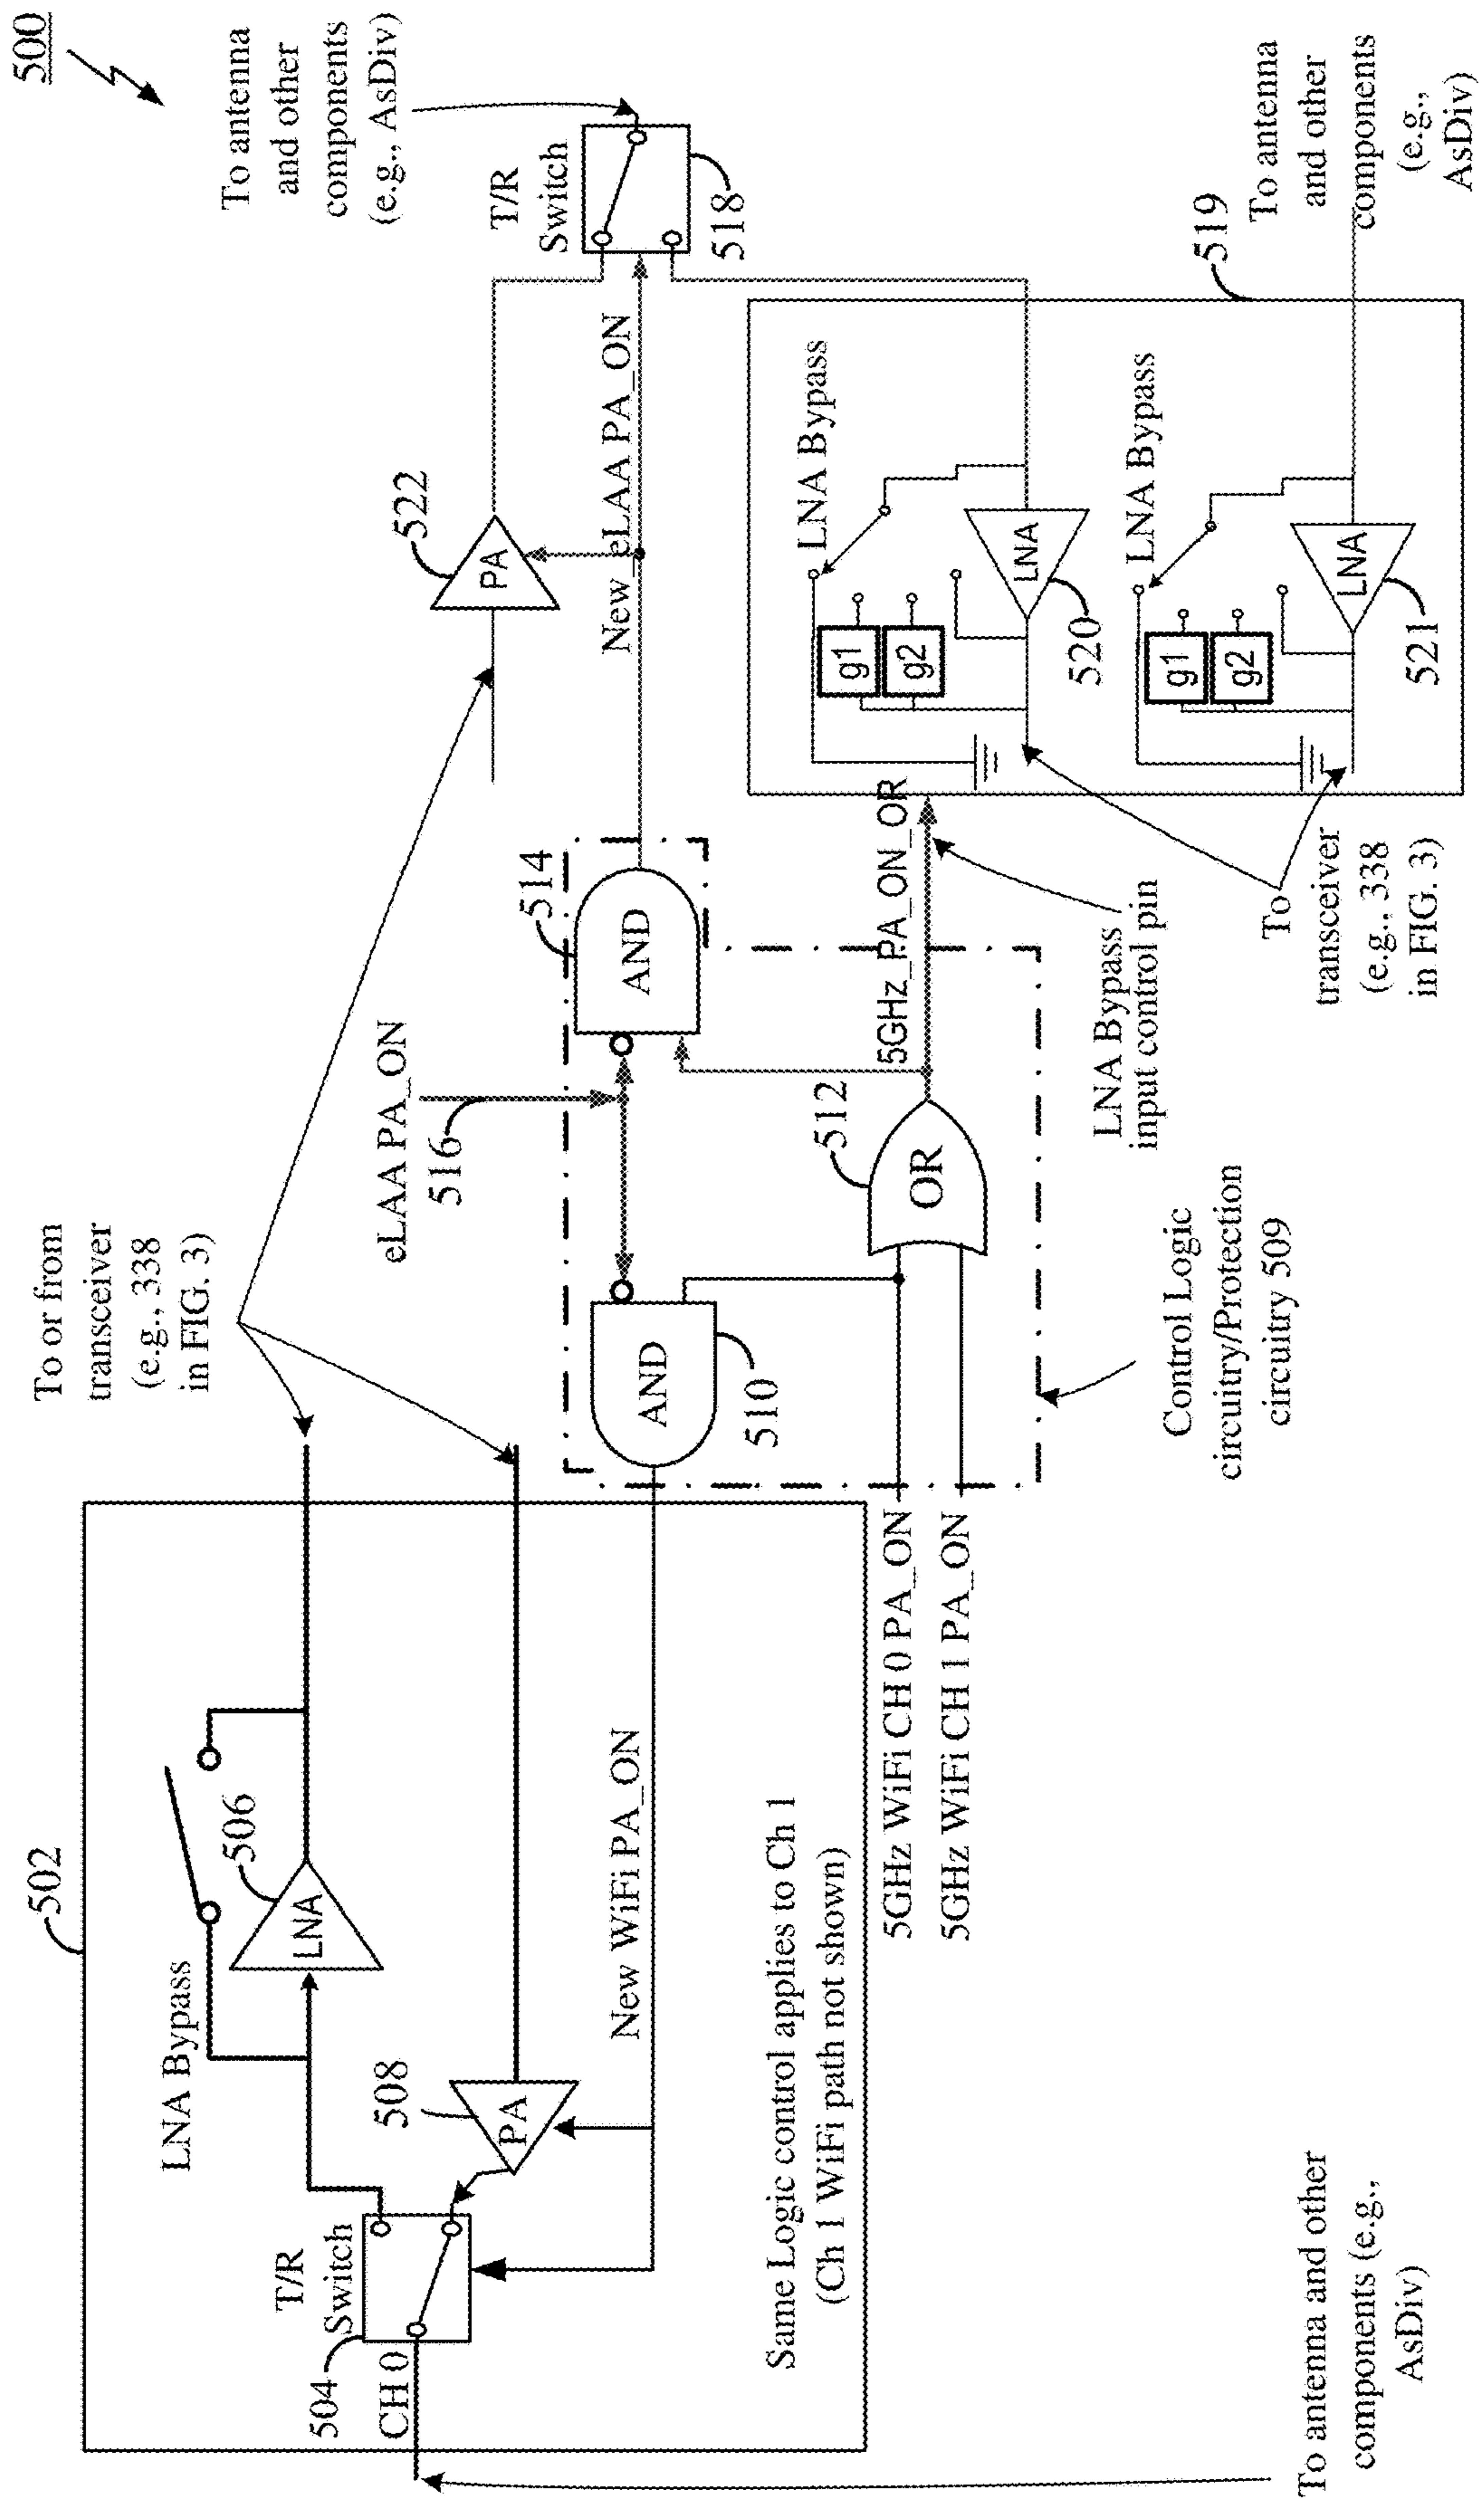 500
To antenna
and other
components
(e.g., AsDiv)
T/R
Switch
518
522
PA
New_eLAA PA_ON
519
To antenna
and other
components
(e.g.,
AsDiv)
LNA Bypass
g1
g2
LNA
520
LNA Bypass
g1
g2
LNA
521
To
transceiver
(e.g., 338
in FIG. 3)
514
AND
eLAA PA_ON
516
5GHz_PA_ON_OR
LNA Bypass
input control pin
512
OR
AND
510
Control Logic
circuitry/Protection
circuitry 509
To or from
transceiver
(e.g., 338
in FIG. 3)
502
LNA Bypass
506
LNA
508
PA
New WiFi PA_ON
T/R
Switch
504
CH 0
Same Logic control applies to Ch 1
(Ch 1 WiFi path not shown)
5GHz WiFi CH 0 PA_ON
5GHz WiFi CH 1 PA_ON
To antenna and other
components (e.g.,
AsDiv)